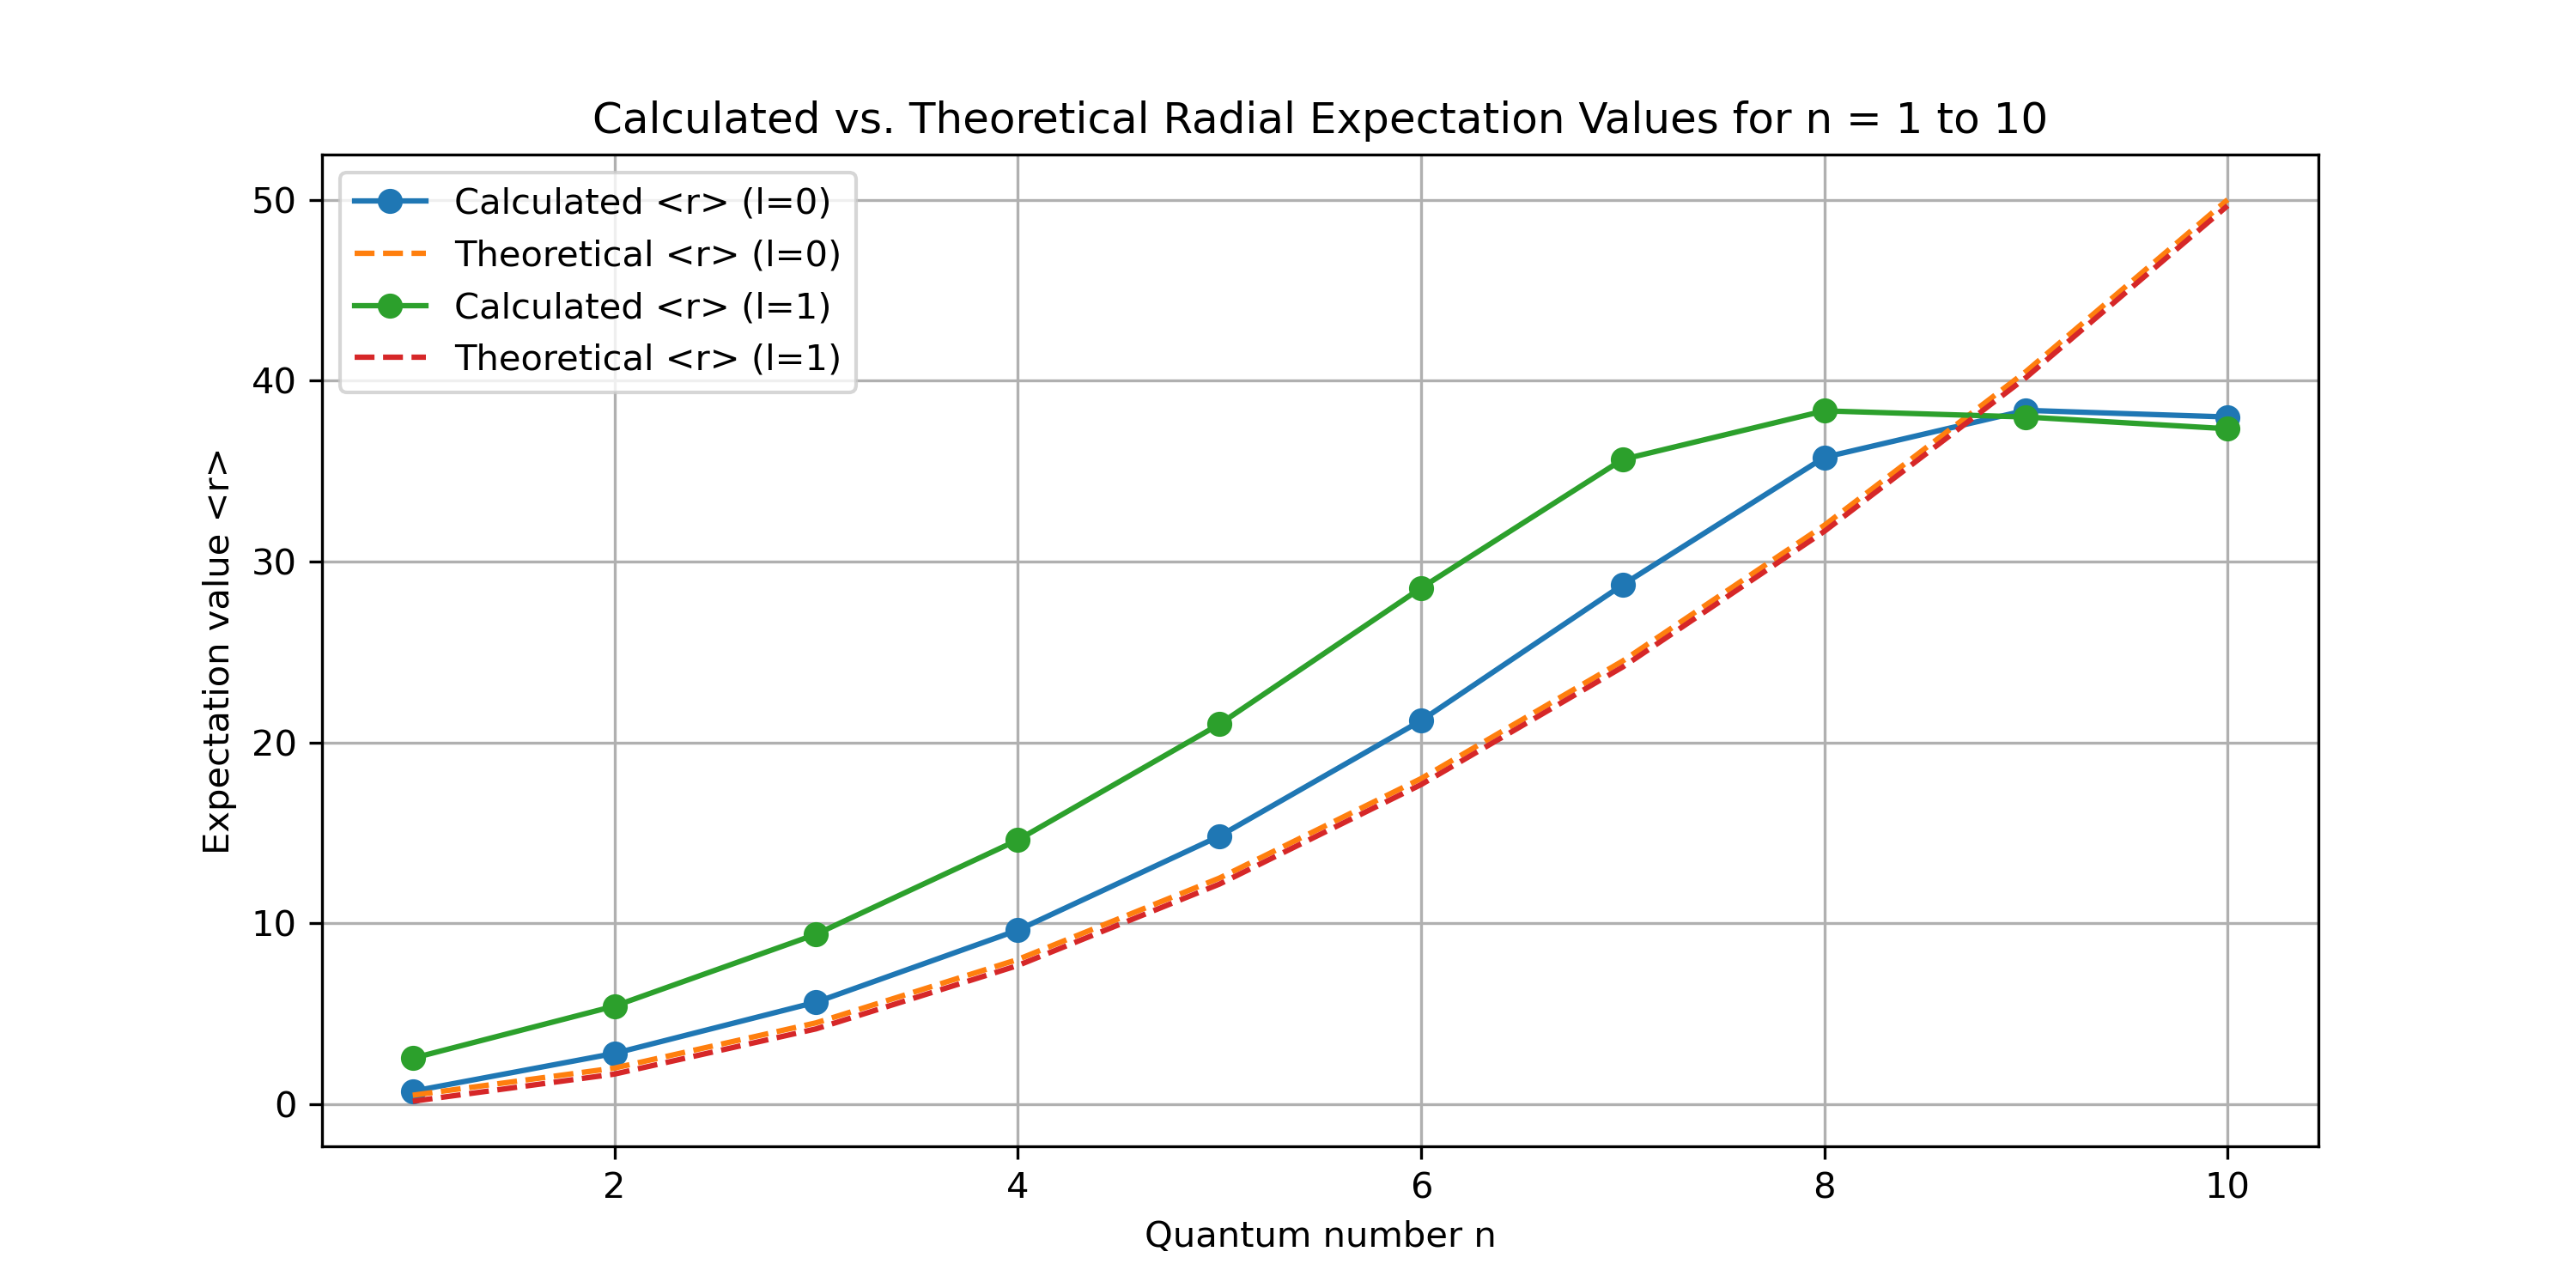 Calculated vs. Theoretical Radial Expectation Values for n = 1 to 10
Calculated <r> (l=0)
Theoretical <r> (l=0)
Calculated <r> (l=1)
Theoretical <r> (l=1)
Expectation value <r>
50
40
30
20
10
0
2 4 6 8 10
Quantum number n